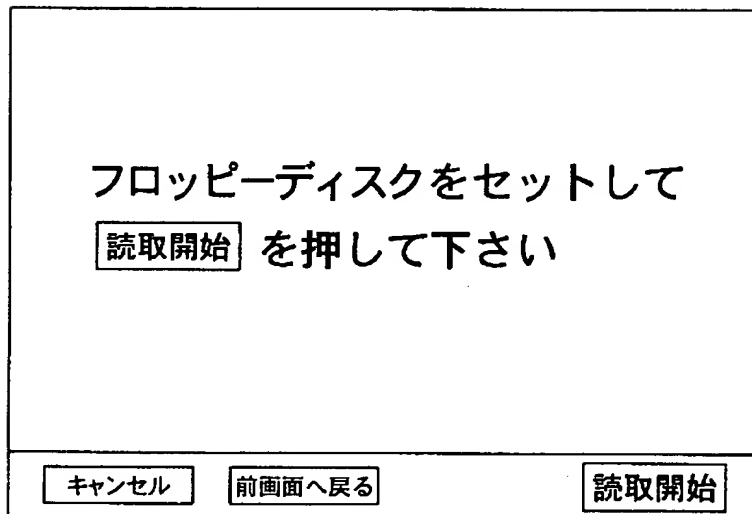 フロッピーディスクをセットして
読取開始 を押して下さい
キャンセル 前画面へ戻る 読取開始